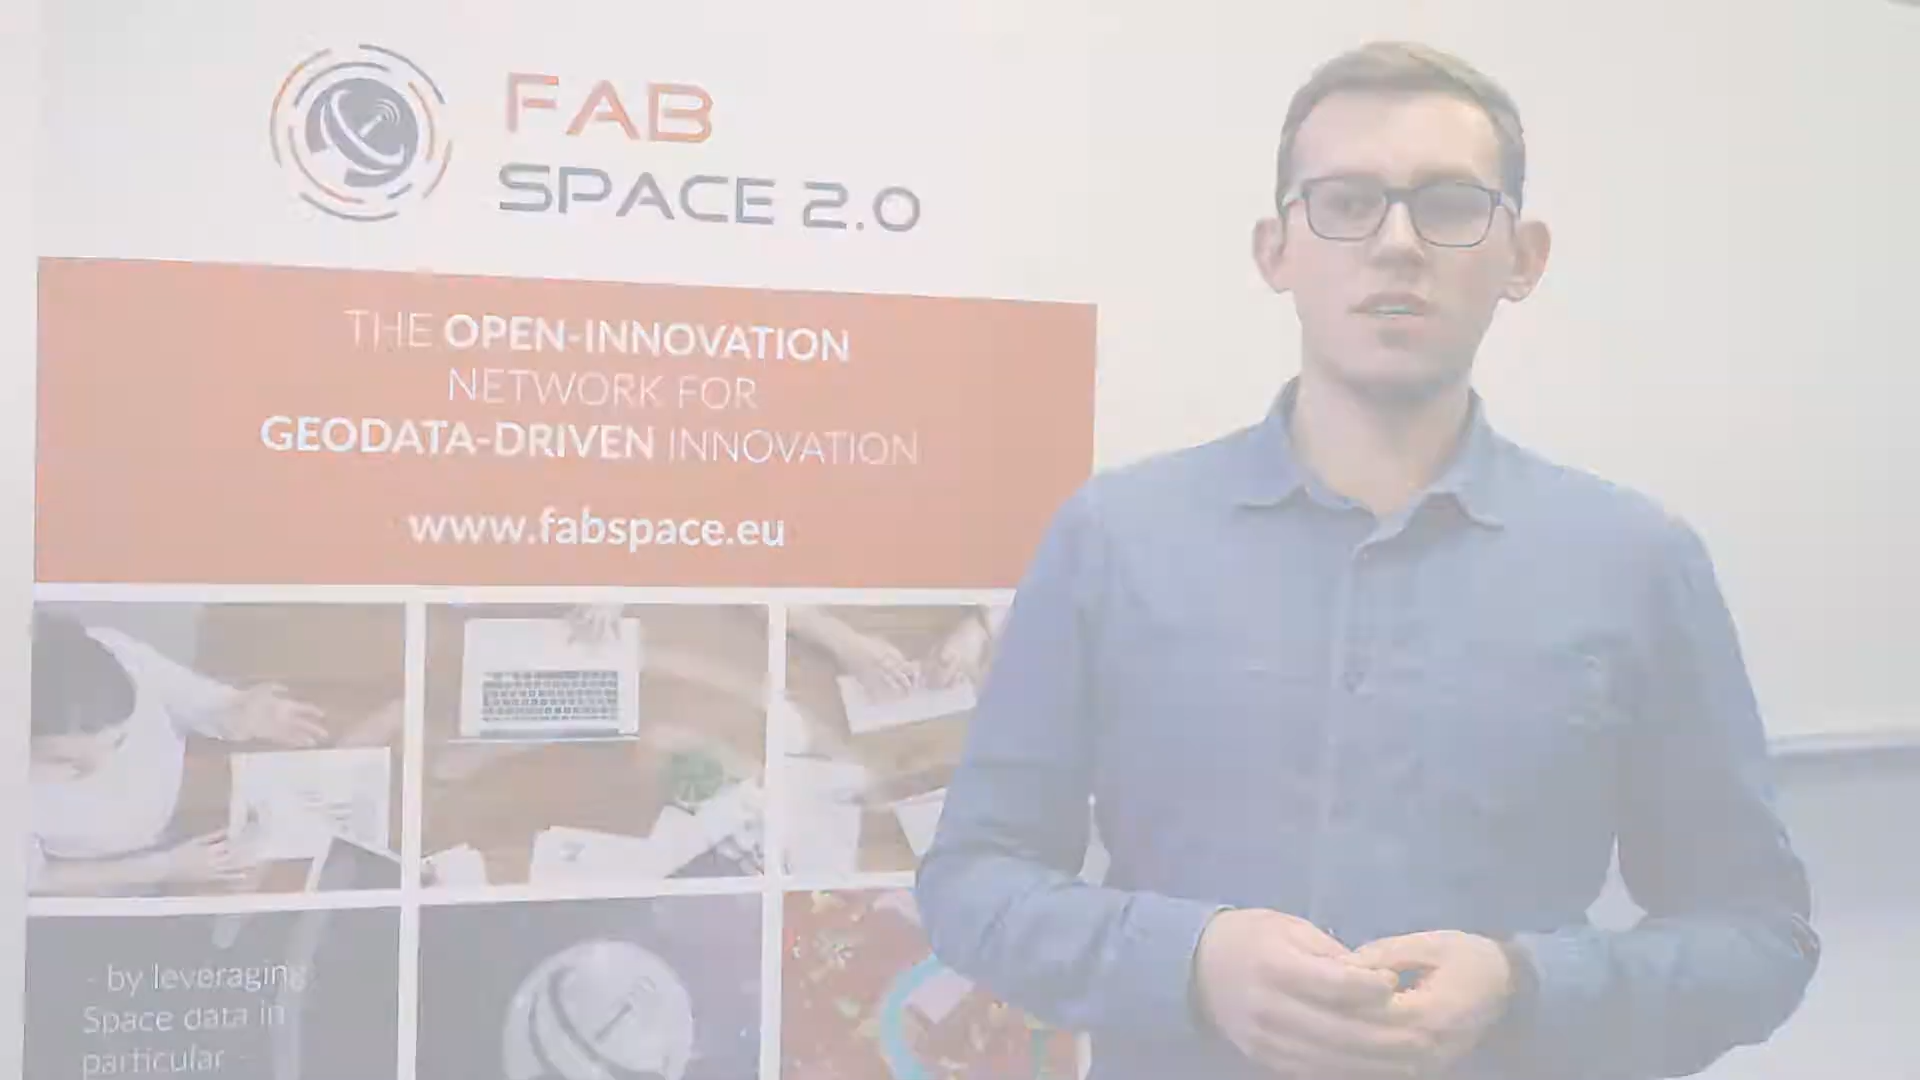 FAB
SPACE 2.0
THE OPEN-INNOVATION
NETWORK FOR
GEODATA-DRIVEN INNOVATION
www.fabspace.eu
- by leveraging
Space data in
particular -